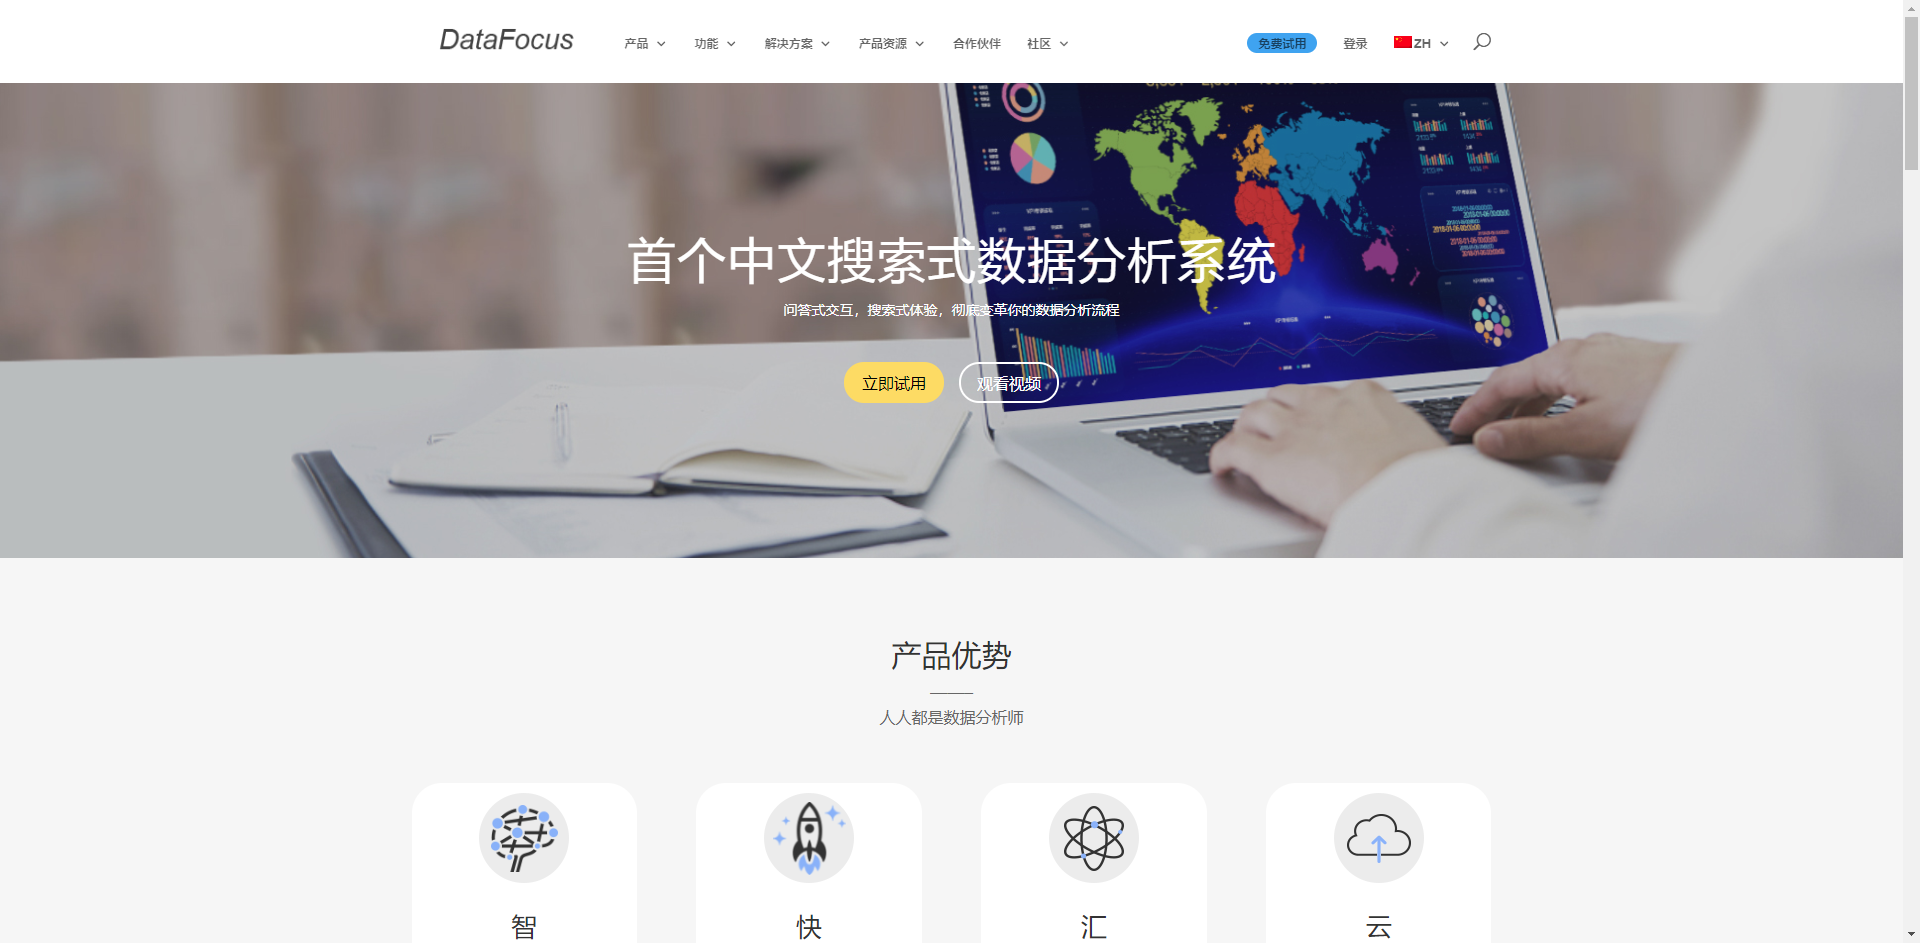 DataFocus
产品
功能
解决方案
产品资源
合作伙伴
社区
免费试用
登录
ZH
首个中文搜索式数据分析系统
问答式交互，搜索式体验，彻底变革你的数据分析流程
立即试用
观看视频
产品优势
人人都是数据分析师
智
快
汇
云